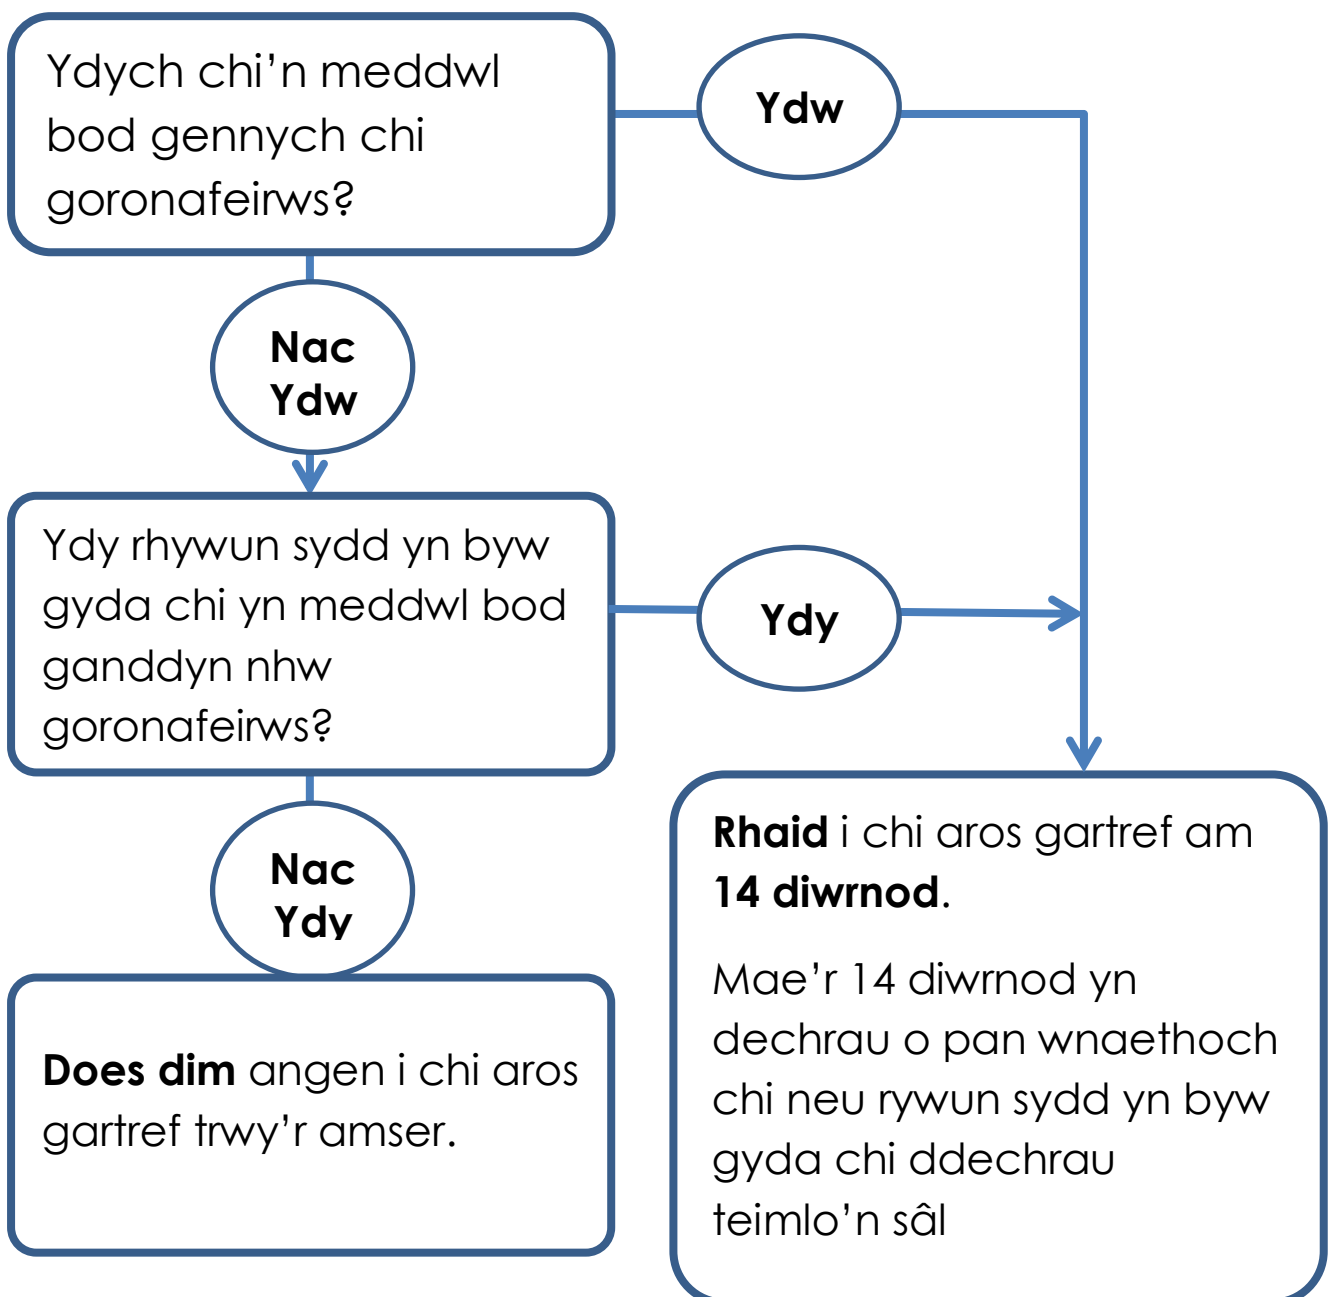 Ydych chi’n meddwl
bod gennych chi
goronafeirws?
Ydw
Nac
Ydw
Ydy rhywun sydd yn byw
gyda chi yn meddwl bod
ganddyn nhw
goronafeirws?
Ydy
Nac
Ydy
Does dim angen i chi aros
gartref trwy’r amser.
Rhaid i chi aros gartref am
14 diwrnod.
Mae’r 14 diwrnod yn
dechrau o pan wnaethoch
chi neu rywun sydd yn byw
gyda chi ddechrau
teimlo’n sâl